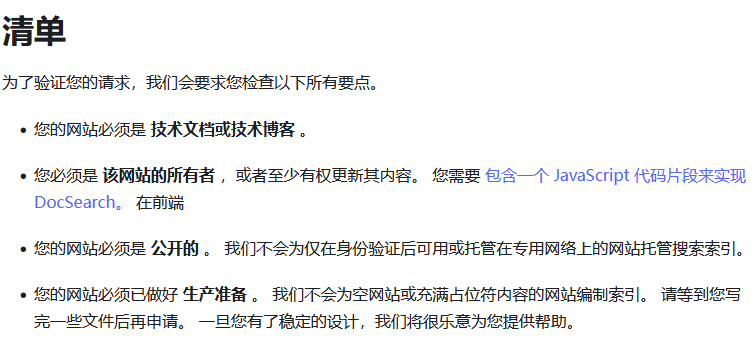 清单
为了验证您的请求，我们会要求您检查以下所有要点。
• 您的网站必须是 技术文档或技术博客 。
• 您必须是 该网站的所有者 ，或者至少有权更新其内容。 您需要 包含一个 JavaScript 代码片段来实现
DocSearch。 在前端
• 您的网站必须是 公开的 。 我们不会为仅在身份验证后可用或托管在专用网络上的网站托管搜索索引。
• 您的网站必须已做好 生产准备 。 我们不会为空网站或充满占位符内容的网站编制索引。 请等到您写
完一些文件后再申请。 一旦您有了稳定的设计，我们将很乐意为您提供帮助。